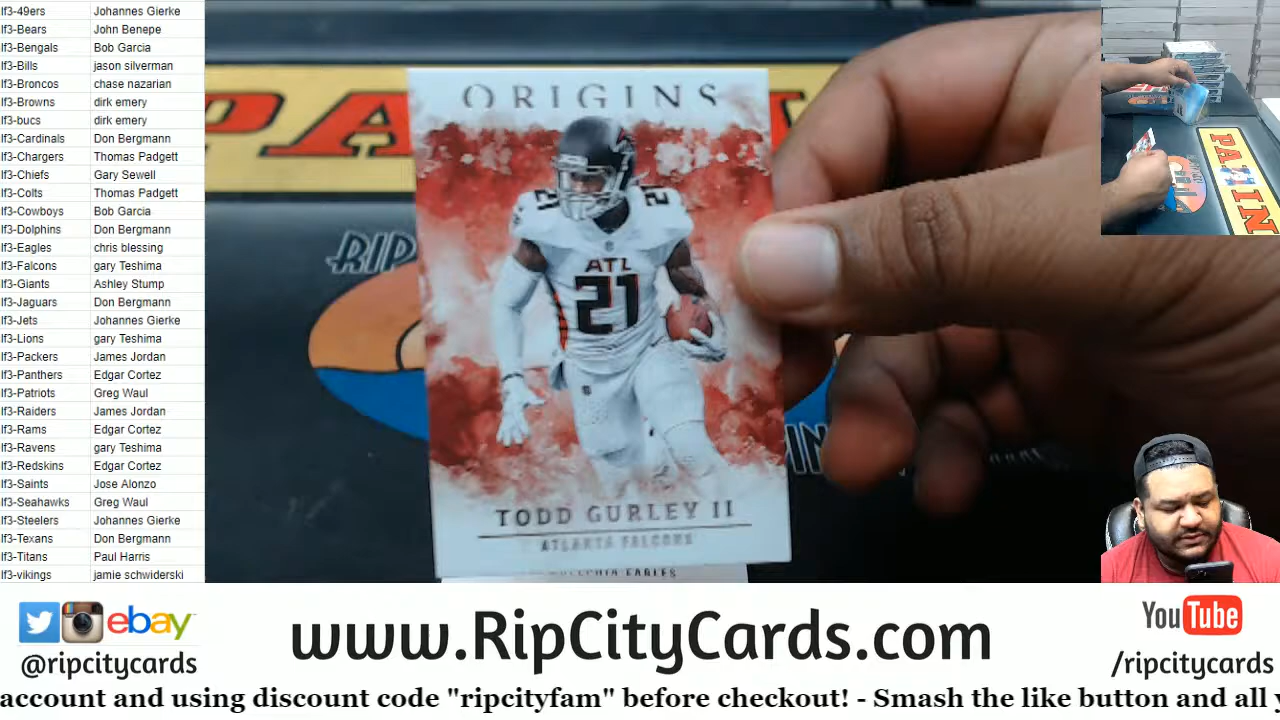 lf3-49ers Johannes Gierke
lf3-Bears John Benepe
lf3-Bengals Bob Garcia
lf3-Bills jason silverman
lf3-Broncos chase nazarian
lf3-Browns dirk emery
lf3-bucs dirk emery
lf3-Cardinals Don Bergmann
lf3-Chargers Thomas Padgett
lf3-Chiefs Gary Sewell
lf3-Colts Thomas Padgett
lf3-Cowboys Bob Garcia
lf3-Dolphins Don Bergmann
lf3-Eagles chris blessing
lf3-Falcons gary Teshima
lf3-Giants Ashley Stump
lf3-Jaguars Don Bergmann
lf3-Jets Johannes Gierke
lf3-Lions gary Teshima
lf3-Packers James Jordan
lf3-Panthers Edgar Cortez
lf3-Patriots Greg Waul
lf3-Raiders James Jordan
lf3-Rams Edgar Cortez
lf3-Ravens gary Teshima
lf3-Redskins Edgar Cortez
lf3-Saints Jose Alonzo
lf3-Seahawks Greg Waul
lf3-Steelers Johannes Gierke
lf3-Texans Don Bergmann
lf3-Titans Paul Harris
lf3-vikings jamie schwiderski
ORIGINS
RIP
21 21
ATL
21
TODD GURLEY II
ATLANTA FALCONS
EAGLES
PANIN
ebay
@ripcitycards
www.RipCityCards.com
YouTube
/ripcitycards
account and using discount code "ripcityfam" before checkout! - Smash the like button and all